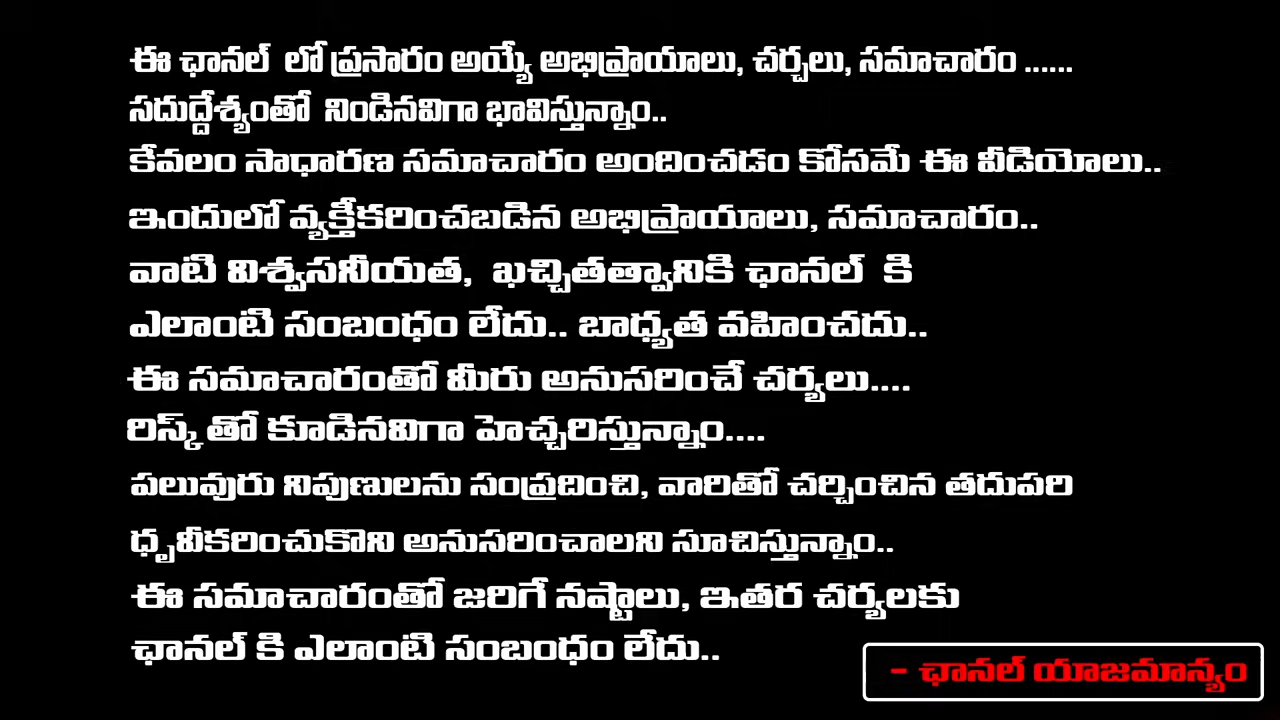 ఈ ఛానల్ లో ప్రసారం అయ్యే అభిప్రాయాలు, చర్చలు, సమాచారం ......
సదుద్దేశ్యంతో నిండినవిగా భావిస్తున్నాం..
కేవలం సాధారణ సమాచారం అందించడం కోసమే ఈ వీడియోలు..
ఇందులో వ్యక్తీకరించబడిన అభిప్రాయాలు, సమాచారం..
వాటి విశ్వసనీయత, ఖచ్చితత్వానికి ఛానల్ కి
ఎలాంటి సంబంధం లేదు.. బాధ్యత వహించదు..
ఈ సమాచారంతో మీరు అనుసరించే చర్యలు....
రిస్క్ తో కూడినవిగా హెచ్చరిస్తున్నాం....
పలువురు నిపుణులను సంప్రదించి, వారితో చర్చించిన తదుపరి
ధృవీకరించుకొని అనుసరించాలని సూచిస్తున్నాం..
ఈ సమాచారంతో జరిగే నష్టాలు, ఇతర చర్యలకు
ఛానల్ కి ఎలాంటి సంబంధం లేదు..
- ఛానల్ యాజమాన్యం